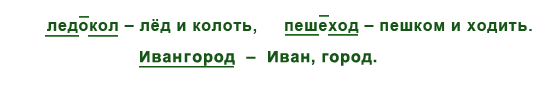 ледокол – лёд и колоть, пешеход – пешком и ходить.
Ивангород – Иван, город.